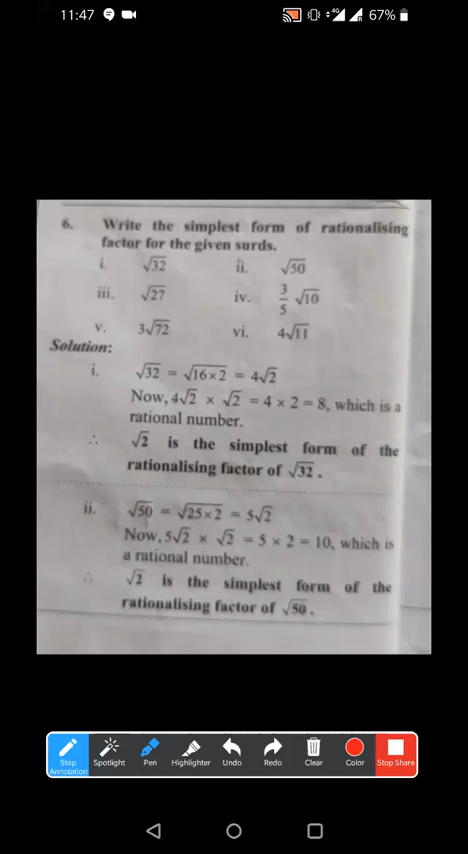 11:47
4G
R
67%
6. Write the simplest form of rationalising
factor for the given surds.
i. √32 ii. √50
iii. √27 iv. 3/5 √10
v. 3√72 vi. 4√11
Solution:
i. √32 = √16×2 = 4√2
Now, 4√2 × √2 = 4 × 2 = 8, which is a
rational number.
∴ √2 is the simplest form of the
rationalising factor of √32 .
ii. √50 = √25×2 = 5√2
Now, 5√2 × √2 = 5 × 2 = 10, which is
a rational number.
∴ √2 is the simplest form of the
rationalising factor of √50 .
Stop Annotation Spotlight Pen Highlighter Undo Redo Clear Color Stop Share